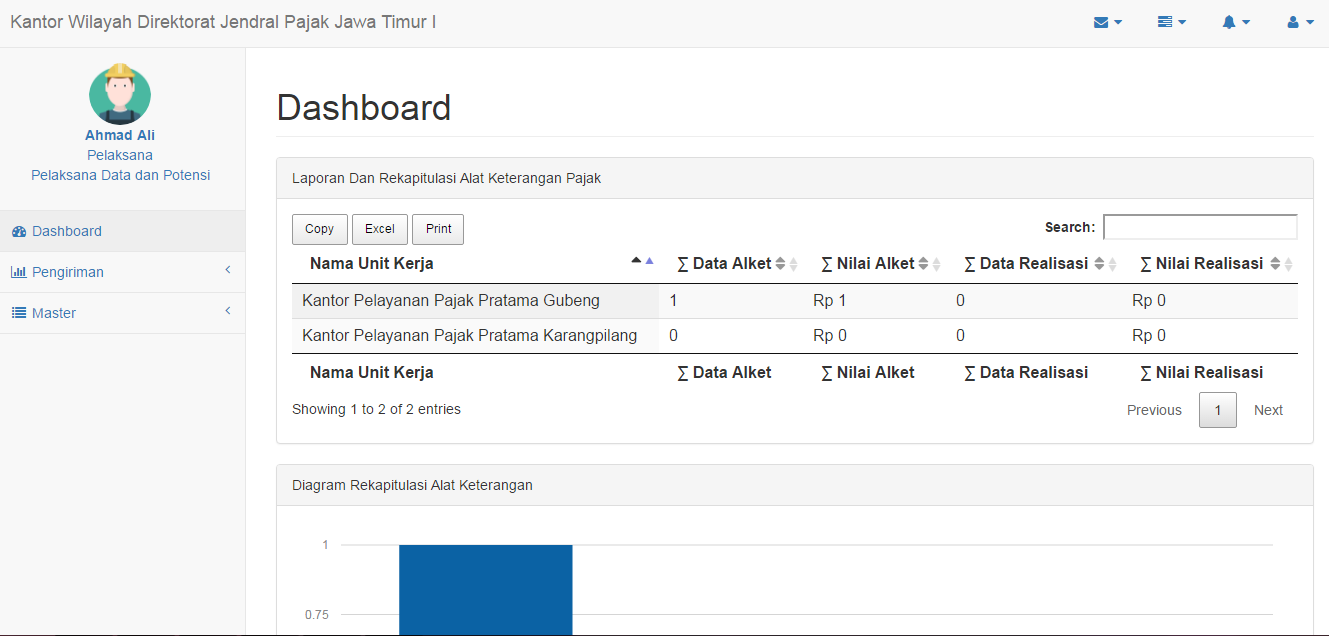 Kantor Wilayah Direktorat Jendral Pajak Jawa Timur I
Ahmad Ali
Pelaksana
Pelaksana Data dan Potensi
Dashboard
Pengiriman
Master
Dashboard
Laporan Dan Rekapitulasi Alat Keterangan Pajak
Copy Excel Print Search:
Nama Unit Kerja ∑ Data Alket ∑ Nilai Alket ∑ Data Realisasi ∑ Nilai Realisasi
Kantor Pelayanan Pajak Pratama Gubeng 1 Rp 1 0 Rp 0
Kantor Pelayanan Pajak Pratama Karangpilang 0 Rp 0 0 Rp 0
Nama Unit Kerja ∑ Data Alket ∑ Nilai Alket ∑ Data Realisasi ∑ Nilai Realisasi
Showing 1 to 2 of 2 entries Previous 1 Next
Diagram Rekapitulasi Alat Keterangan
1
0.75